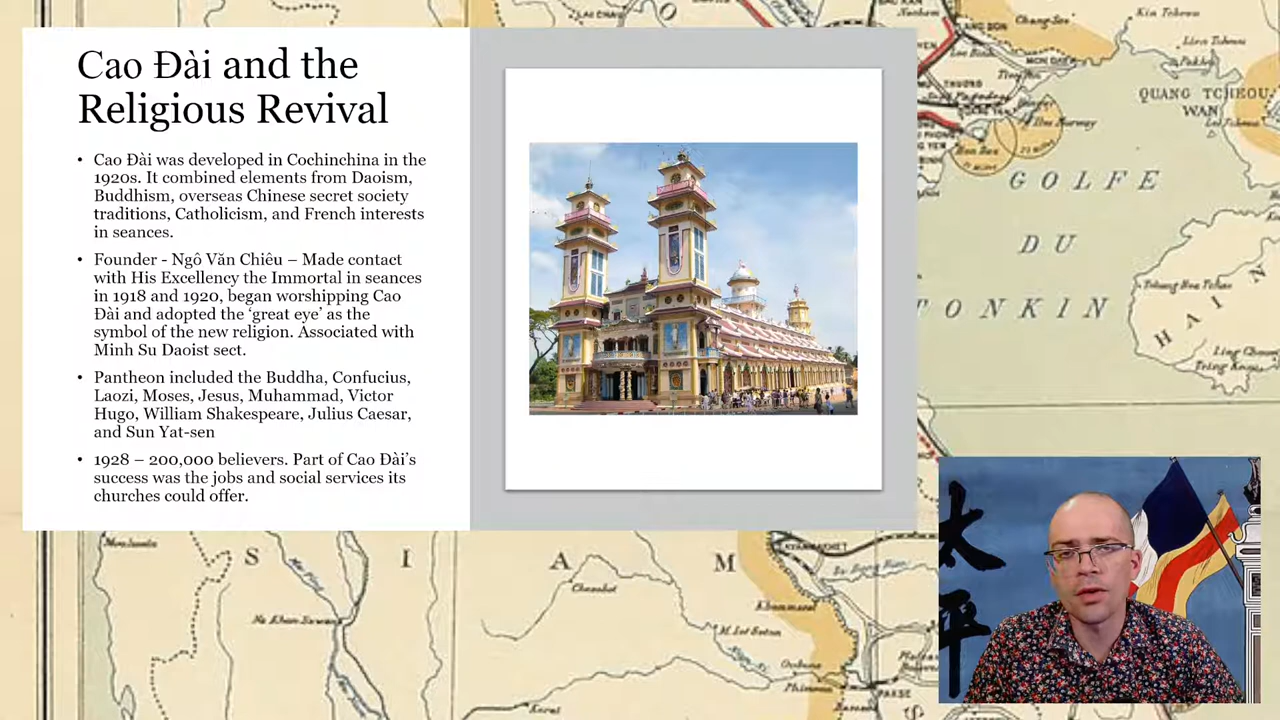 Cao Đài and the
Religious Revival
• Cao Đài was developed in Cochinchina in the
1920s. It combined elements from Daoism,
Buddhism, overseas Chinese secret society
traditions, Catholicism, and French interests
in seances.
• Founder - Ngô Văn Chiêu – Made contact
with His Excellency the Immortal in seances
in 1918 and 1920, began worshipping Cao
Đài and adopted the ‘great eye’ as the
symbol of the new religion. Associated with
Minh Su Daoist sect.
• Pantheon included the Buddha, Confucius,
Laozi, Moses, Jesus, Muhammad, Victor
Hugo, William Shakespeare, Julius Caesar,
and Sun Yat-sen
• 1928 – 200,000 believers. Part of Cao Đài’s
success was the jobs and social services its
churches could offer.
QUANG TCHEOU-
WAN
GOLFE
DU
TONKIN
HAIN
SIAM
Korat
PAKSE
太
平